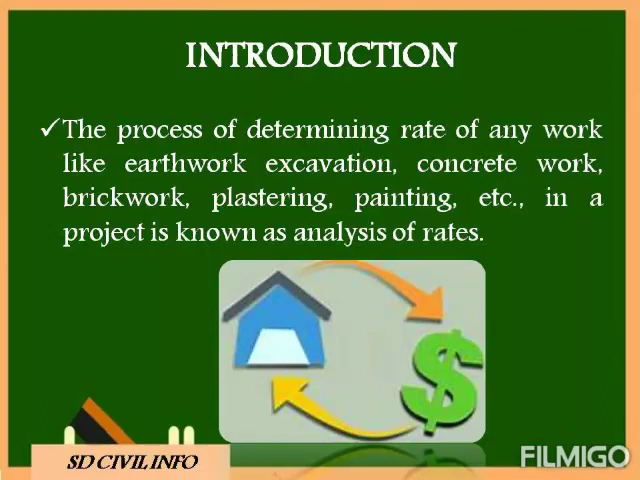 INTRODUCTION
✓The process of determining rate of any work
like earthwork excavation, concrete work,
brickwork, plastering, painting, etc., in a
project is known as analysis of rates.
$
SD CIVIL INFO
FILMIGO